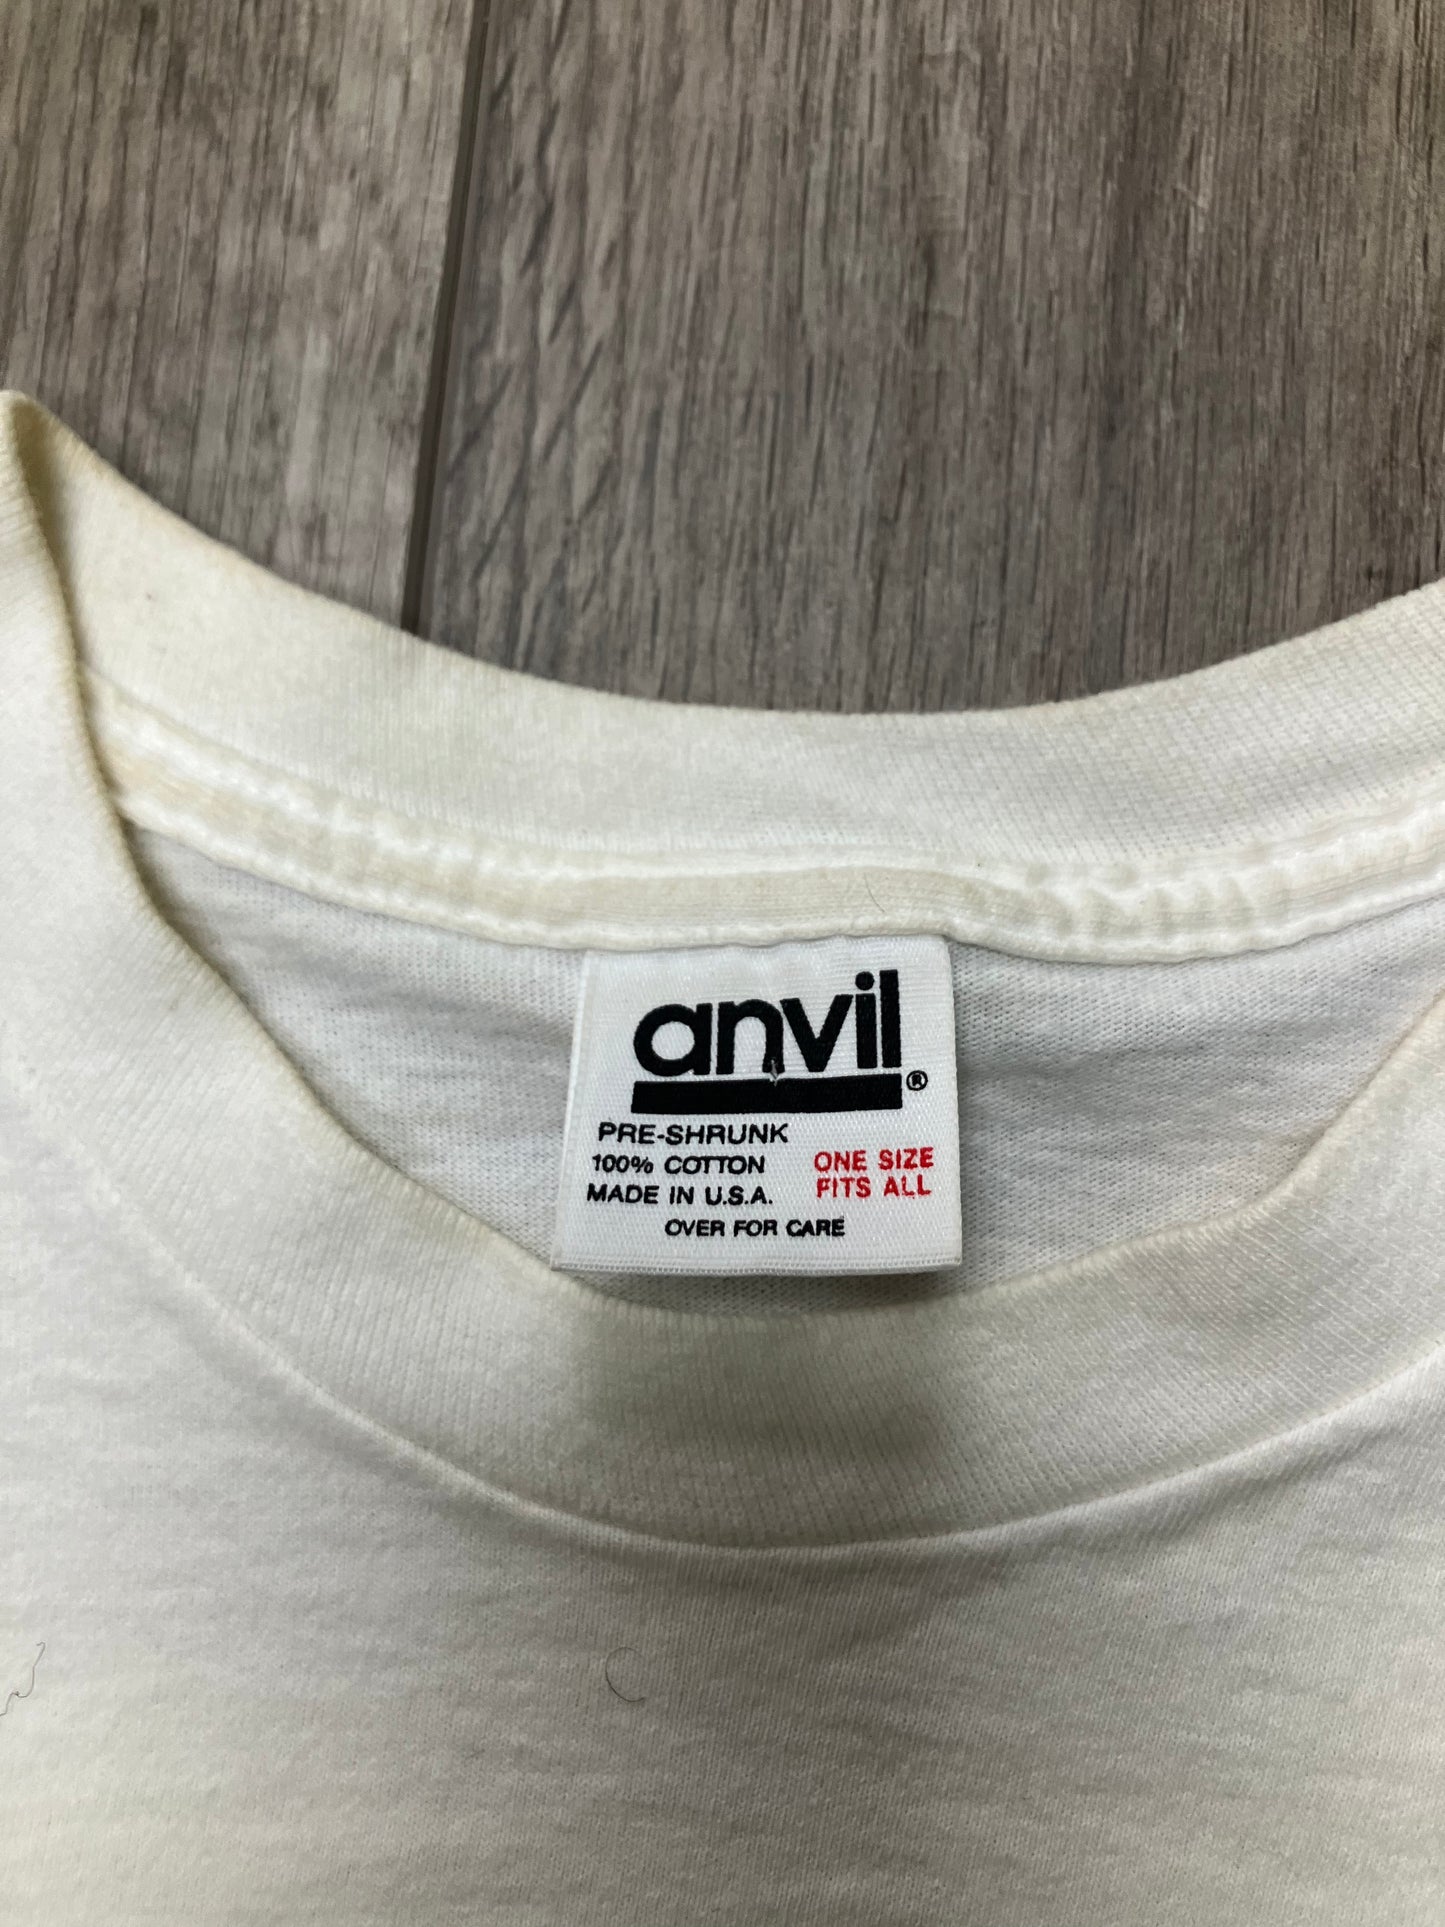 anvil®
PRE-SHRUNK
100% COTTON
MADE IN U.S.A.
ONE SIZE
FITS ALL
OVER FOR CARE